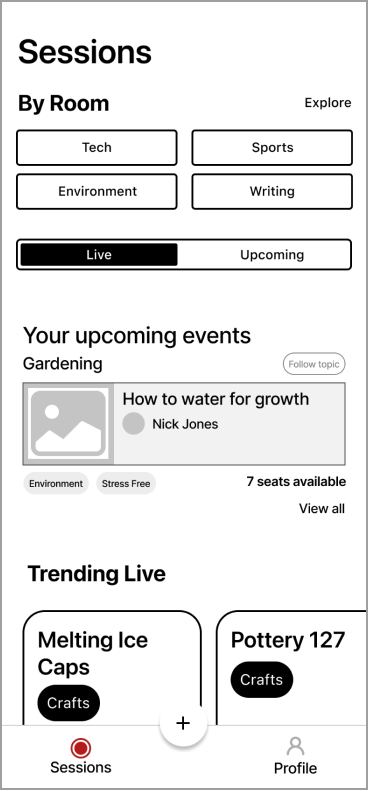 Sessions
By Room
Explore
Tech
Sports
Environment
Writing
Live
Upcoming
Your upcoming events
Gardening
Follow topic
How to water for growth
Nick Jones
Environment
Stress Free
7 seats available
View all
Trending Live
Melting Ice
Caps
Crafts
Pottery 127
Crafts
+
Sessions
Profile